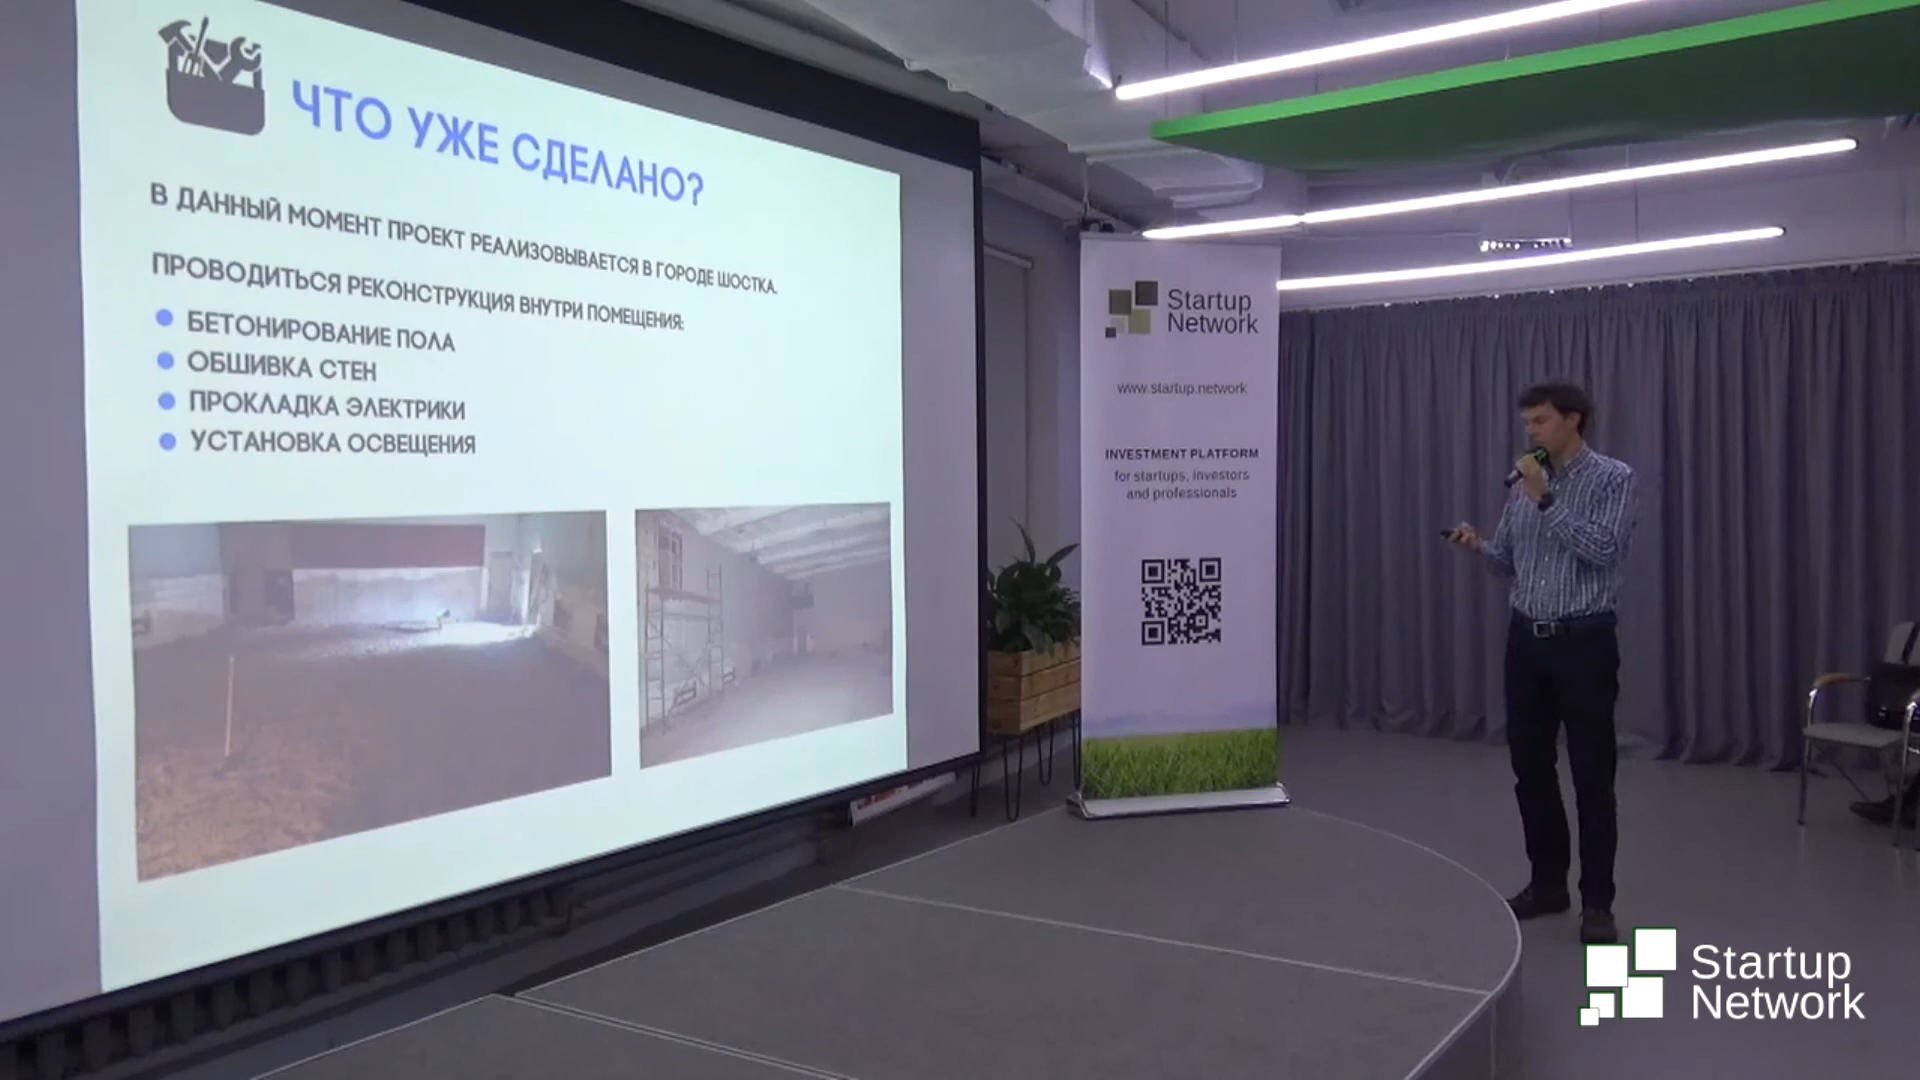 ЧТО УЖЕ СДЕЛАНО?
В ДАННЫЙ МОМЕНТ ПРОЕКТ РЕАЛИЗОВЫВАЕТСЯ В ГОРОДЕ ШОСТКА.
ПРОВОДИТЬСЯ РЕКОНСТРУКЦИЯ ВНУТРИ ПОМЕЩЕНИЯ:
БЕТОНИРОВАНИЕ ПОЛА
ОБШИВКА СТЕН
ПРОКЛАДКА ЭЛЕКТРИКИ
УСТАНОВКА ОСВЕЩЕНИЯ
Startup
Network
www.startup.network
INVESTMENT PLATFORM
for startups, investors
and professionals
Startup
Network